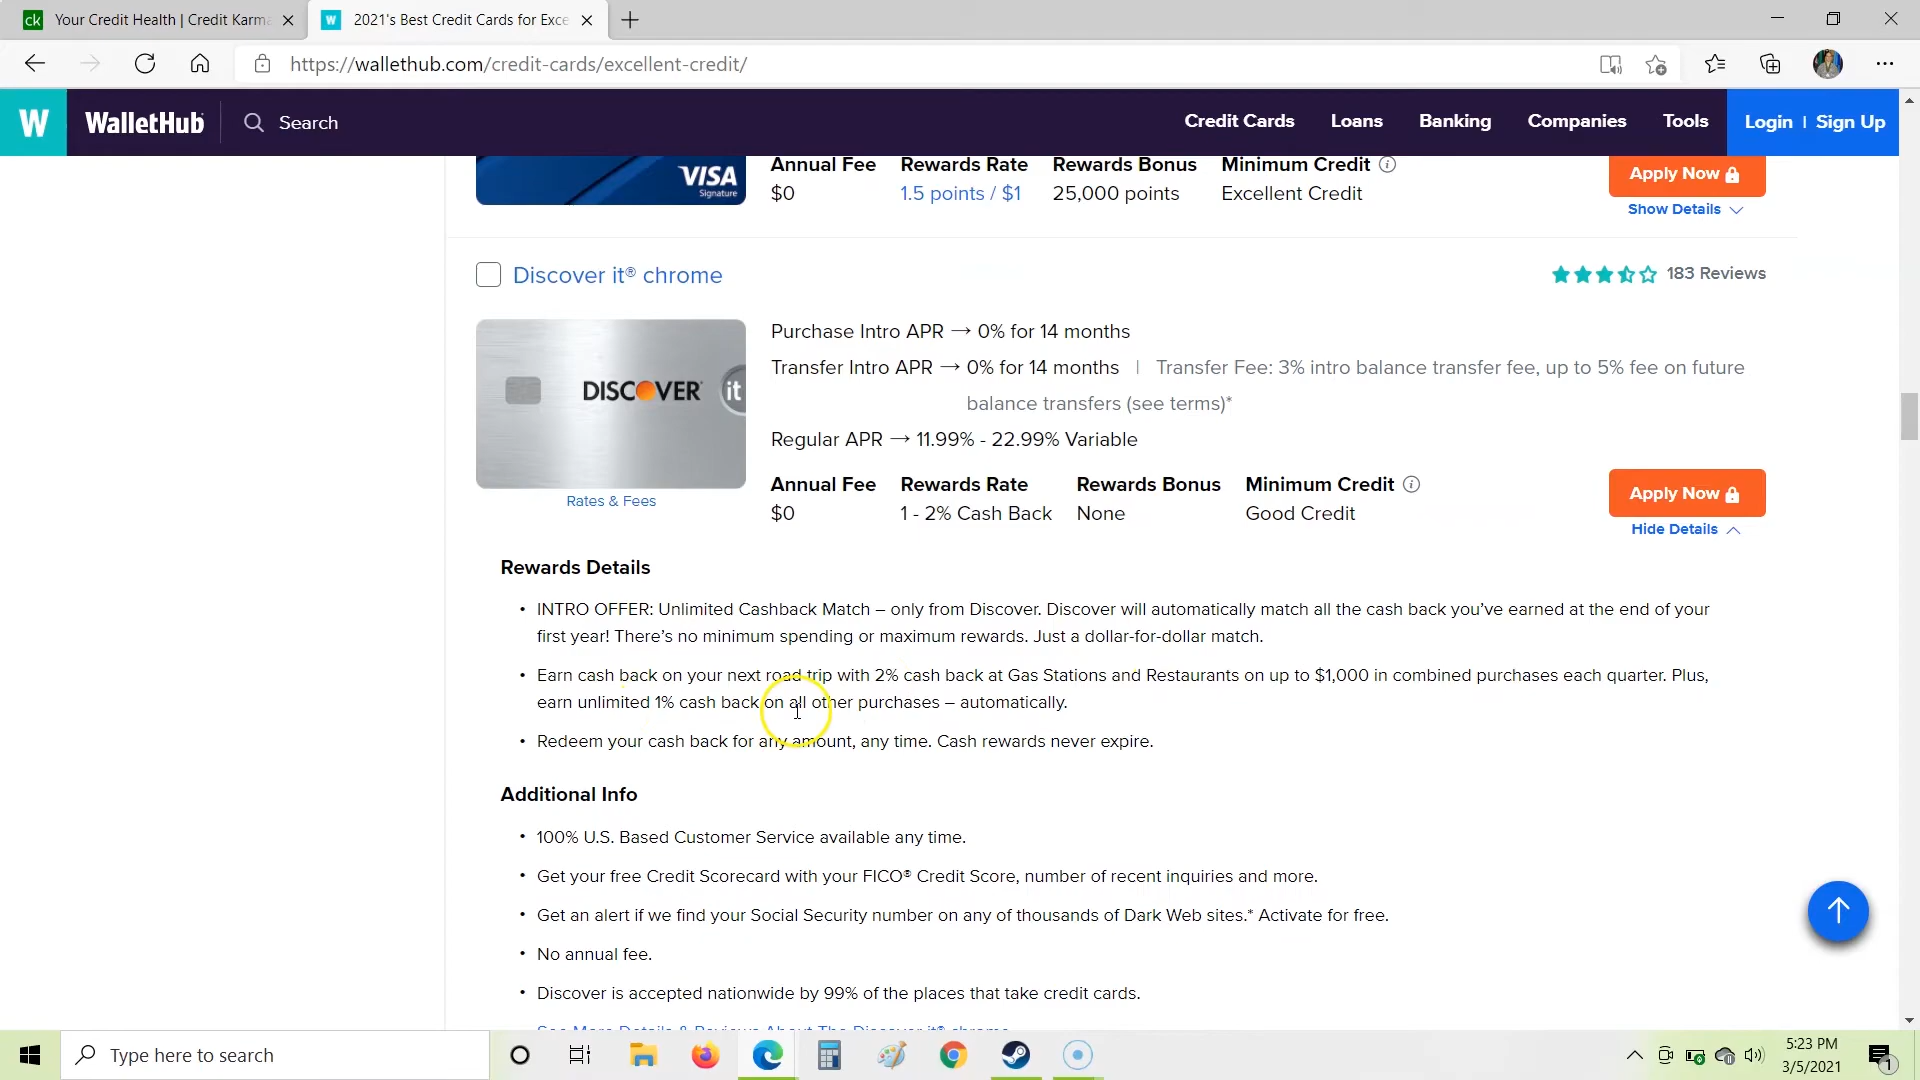 ck Your Credit Health | Credit Karma
W 2021's Best Credit Cards for Exce
https://wallethub.com/credit-cards/excellent-credit/
W WalletHub Search Credit Cards Loans Banking Companies Tools Login | Sign Up
VISA
Signature
Annual Fee Rewards Rate Rewards Bonus Minimum Credit i
$0 1.5 points / $1 25,000 points Excellent Credit
Apply Now
Show Details
Discover it® chrome
183 Reviews
DISCOVER it
Rates & Fees
Purchase Intro APR → 0% for 14 months
Transfer Intro APR → 0% for 14 months | Transfer Fee: 3% intro balance transfer fee, up to 5% fee on future
balance transfers (see terms)*
Regular APR → 11.99% - 22.99% Variable
Annual Fee Rewards Rate Rewards Bonus Minimum Credit i
$0 1 - 2% Cash Back None Good Credit
Apply Now
Hide Details
Rewards Details
• INTRO OFFER: Unlimited Cashback Match – only from Discover. Discover will automatically match all the cash back you've earned at the end of your
first year! There's no minimum spending or maximum rewards. Just a dollar-for-dollar match.
• Earn cash back on your next road trip with 2% cash back at Gas Stations and Restaurants on up to $1,000 in combined purchases each quarter. Plus,
earn unlimited 1% cash back on all other purchases – automatically.
• Redeem your cash back for any amount, any time. Cash rewards never expire.
Additional Info
• 100% U.S. Based Customer Service available any time.
• Get your free Credit Scorecard with your FICO® Credit Score, number of recent inquiries and more.
• Get an alert if we find your Social Security number on any of thousands of Dark Web sites.* Activate for free.
• No annual fee.
• Discover is accepted nationwide by 99% of the places that take credit cards.
See More Details & Reviews About The Discover it® chrome
Type here to search
5:23 PM
3/5/2021
1